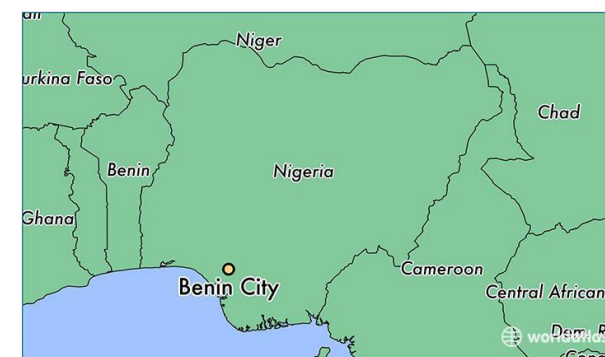 Niger
urkina Faso
Chad
Benin
Nigeria
Ghana
Cameroon
Benin City
Central African
Dem. R